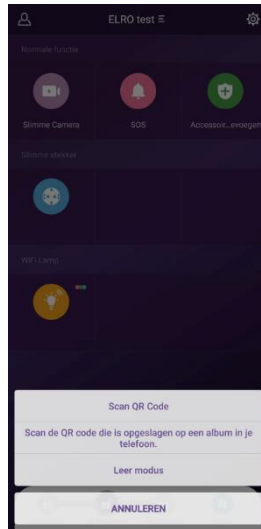 ELRO test
Normale functie
Slimme Camera
SOS
Accessoir...evoegen
Slimme stekker
WiFi Lamp
Scan QR Code
Scan de QR code die is opgeslagen op een album in je
telefoon.
Leer modus
ANNULEREN